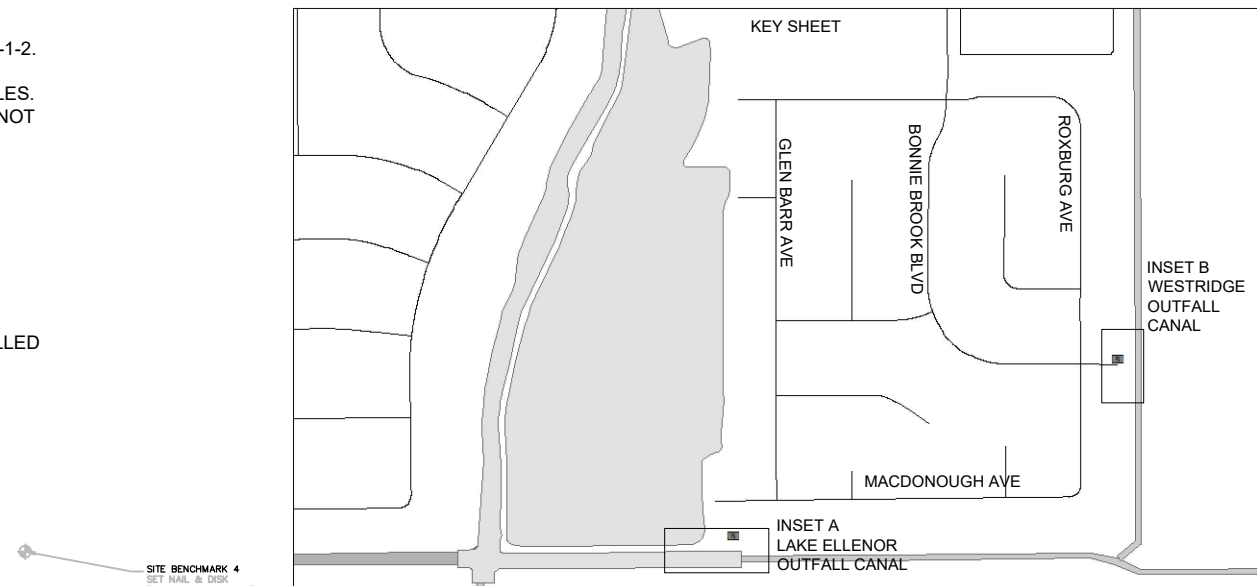 -1-2.
LES.
NOT
LLED
SITE BENCHMARK 4
SET NAIL & DISK
KEY SHEET
GLEN BARR AVE
BONNIE BROOK BLVD
ROXBURG AVE
INSET B
WESTRIDGE
OUTFALL
CANAL
MACDONOUGH AVE
INSET A
LAKE ELLENOR
OUTFALL CANAL